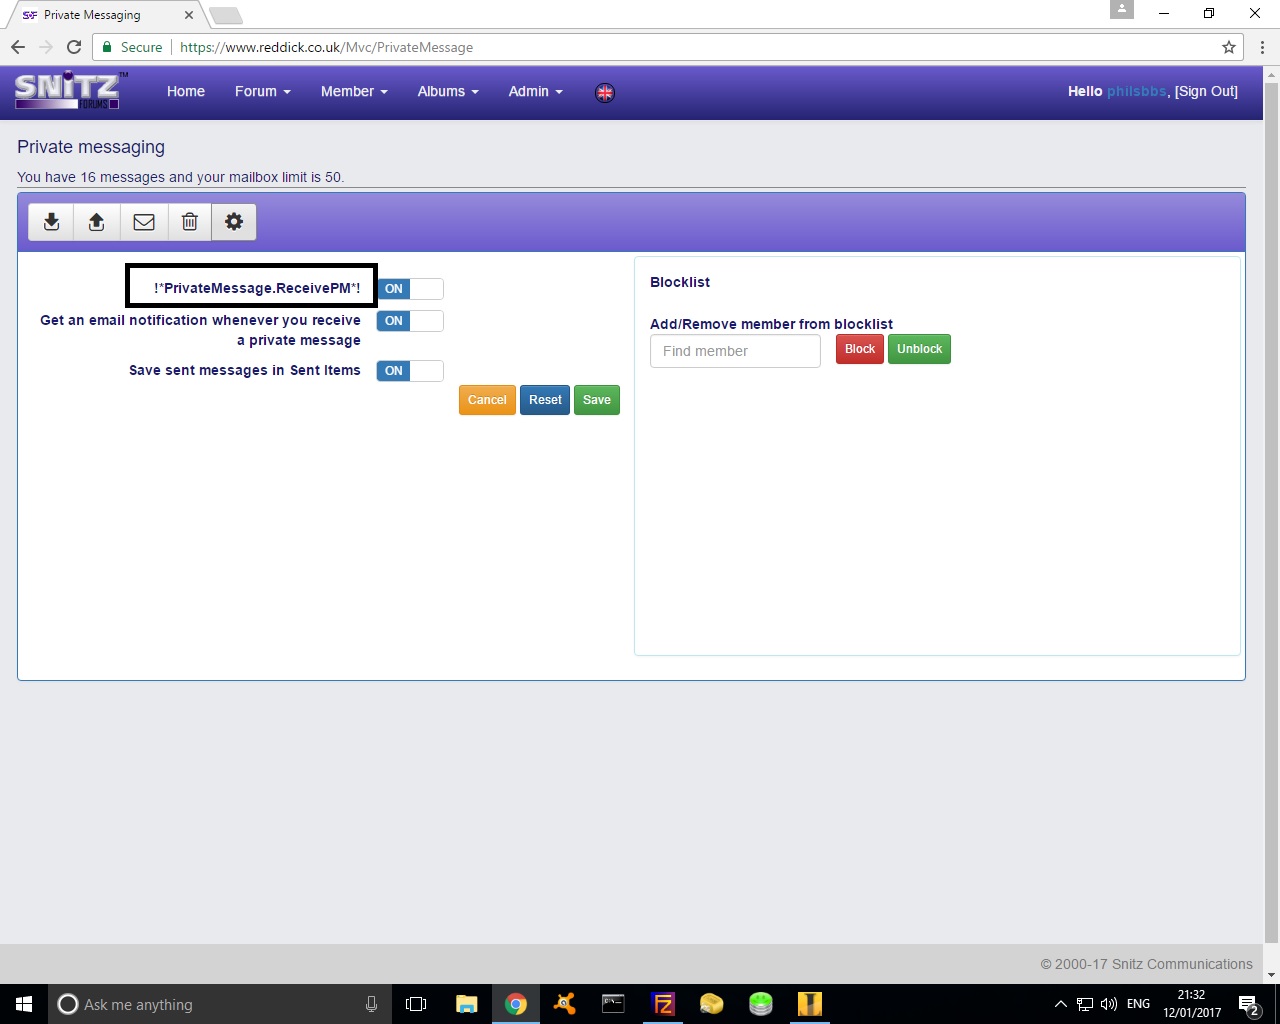 Private Messaging
Secure
https://www.reddick.co.uk/Mvc/PrivateMessage
SNiTZ™
FORUMS
Home
Forum
Member
Albums
Admin
Hello philsbbs, [Sign Out]
Private messaging
You have 16 messages and your mailbox limit is 50.
!*PrivateMessage.ReceivePM*!
ON
Get an email notification whenever you receive
a private message
ON
Save sent messages in Sent Items
ON
Cancel
Reset
Save
Blocklist
Add/Remove member from blocklist
Find member
Block
Unblock
© 2000-17 Snitz Communications
Ask me anything
ENG
21:32
12/01/2017
2